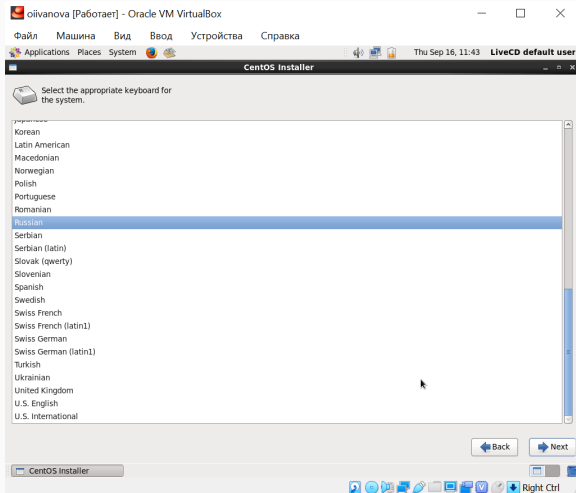 oiivanova [Работает] - Oracle VM VirtualBox
Файл Машина Вид Ввод Устройства Справка
Applications Places System Thu Sep 16, 11:43 LiveCD default user
CentOS Installer
Select the appropriate keyboard for
the system.
Japanese
Korean
Latin American
Macedonian
Norwegian
Polish
Portuguese
Romanian
Russian
Serbian
Serbian (latin)
Slovak (qwerty)
Slovenian
Spanish
Swedish
Swiss French
Swiss French (latin1)
Swiss German
Swiss German (latin1)
Turkish
Ukrainian
United Kingdom
U.S. English
U.S. International
Back Next
CentOS Installer
Right Ctrl